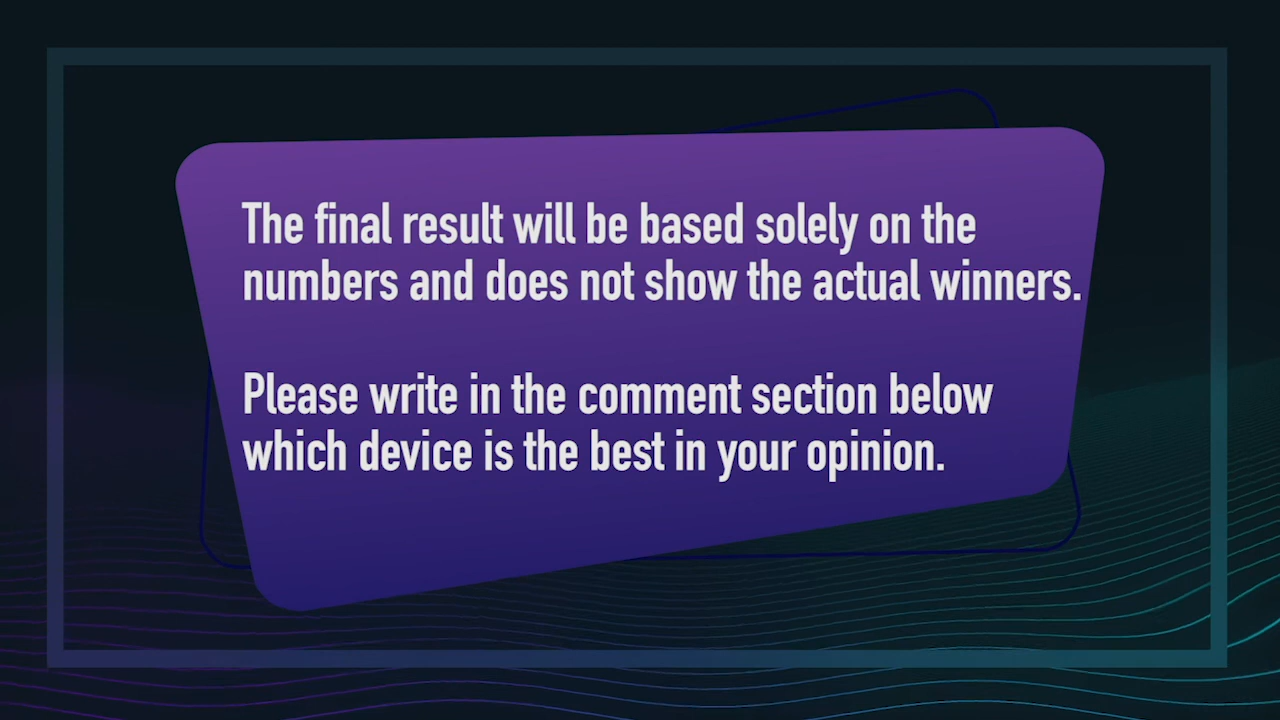 The final result will be based solely on the
numbers and does not show the actual winners.
Please write in the comment section below
which device is the best in your opinion.